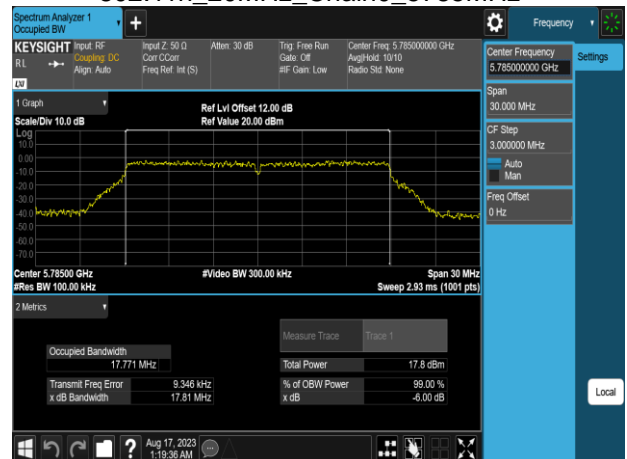 Spectrum Analyzer 1
Occupied BW
Frequency
KEYSIGHT
RL
Input: RF
Coupling: DC
Align: Auto
Input Z: 50 Ω
Corr CCorr
Freq Ref: Int (S)
Atten: 30 dB
Trig: Free Run
Gate: Off
#IF Gain: Low
Center Freq: 5.785000000 GHz
Avg|Hold: 10/10
Radio Std: None
LXI
1 Graph
Scale/Div 10.0 dB
Ref Lvl Offset 12.00 dB
Ref Value 20.00 dBm
Log
10.0
0.00
-10.0
-20.0
-30.0
-40.0
-50.0
-60.0
-70.0
Center 5.78500 GHz
#Video BW 300.00 kHz
Span 30 MHz
#Res BW 100.00 kHz
Sweep 2.93 ms (1001 pts)
2 Metrics
Measure Trace
Trace 1
Occupied Bandwidth
17.771 MHz
Total Power
17.8 dBm
Transmit Freq Error
9.346 kHz
% of OBW Power
99.00 %
x dB Bandwidth
17.81 MHz
x dB
-6.00 dB
Center Frequency
5.785000000 GHz
Settings
Span
30.000 MHz
CF Step
3.000000 MHz
Auto
Man
Freq Offset
0 Hz
Local
Aug 17, 2023
1:19:36 AM